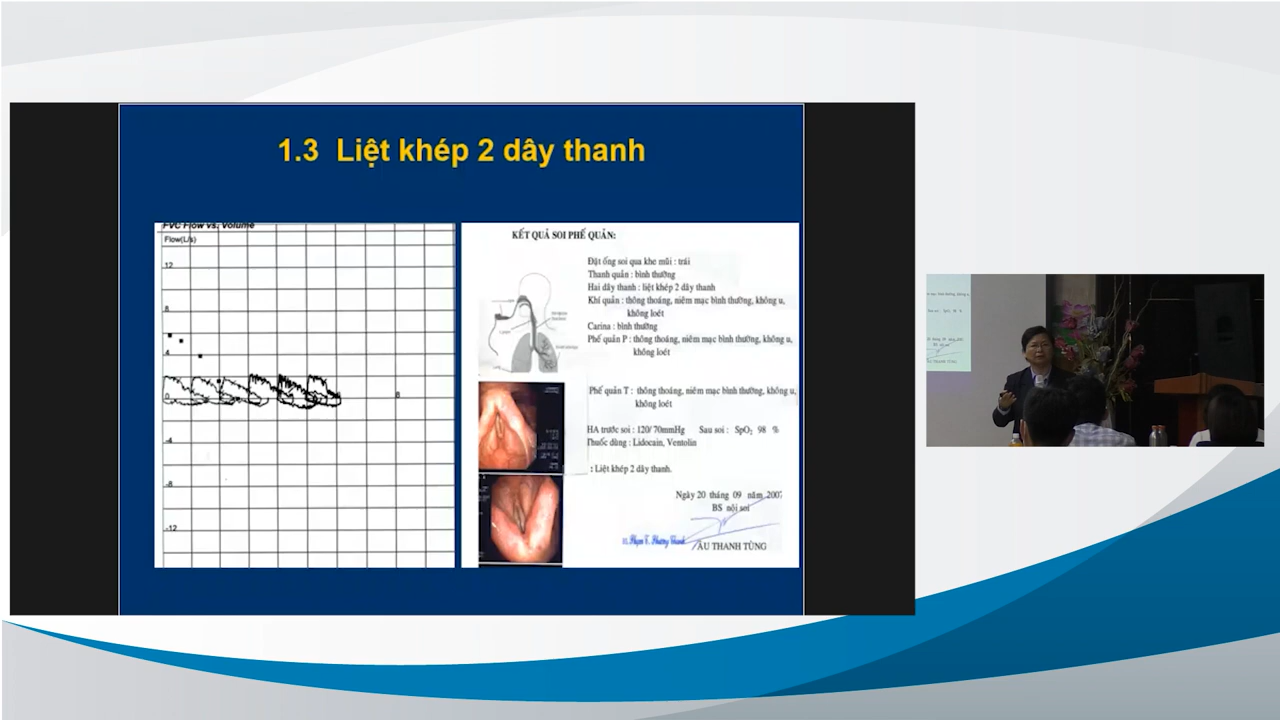 1.3 Liệt khép 2 dây thanh
FVC Flow vs. Volume
Flow(L/s)
12
8
4
0
8
-4
-8
-12
KẾT QUẢ SOI PHẾ QUẢN:
Đặt ống soi qua khe mũi : trái
Thanh quản : bình thường
Hai dây thanh : liệt khép 2 dây thanh
Khí quản : thông thoáng, niêm mạc bình thường, không u,
không loét
Carina : bình thường
Phế quản P : thông thoáng, niêm mạc bình thường, không u,
không loét
Phế quản T : thông thoáng, niêm mạc bình thường, không u,
không loét
HA trước soi : 120/ 70mmHg Sau soi : SpO₂ 98 %
Thuốc dùng : Lidocain, Ventolin
: Liệt khép 2 dây thanh.
Ngày 20 tháng 09 năm 2007
BS nội soi
ÂU THANH TÙNG